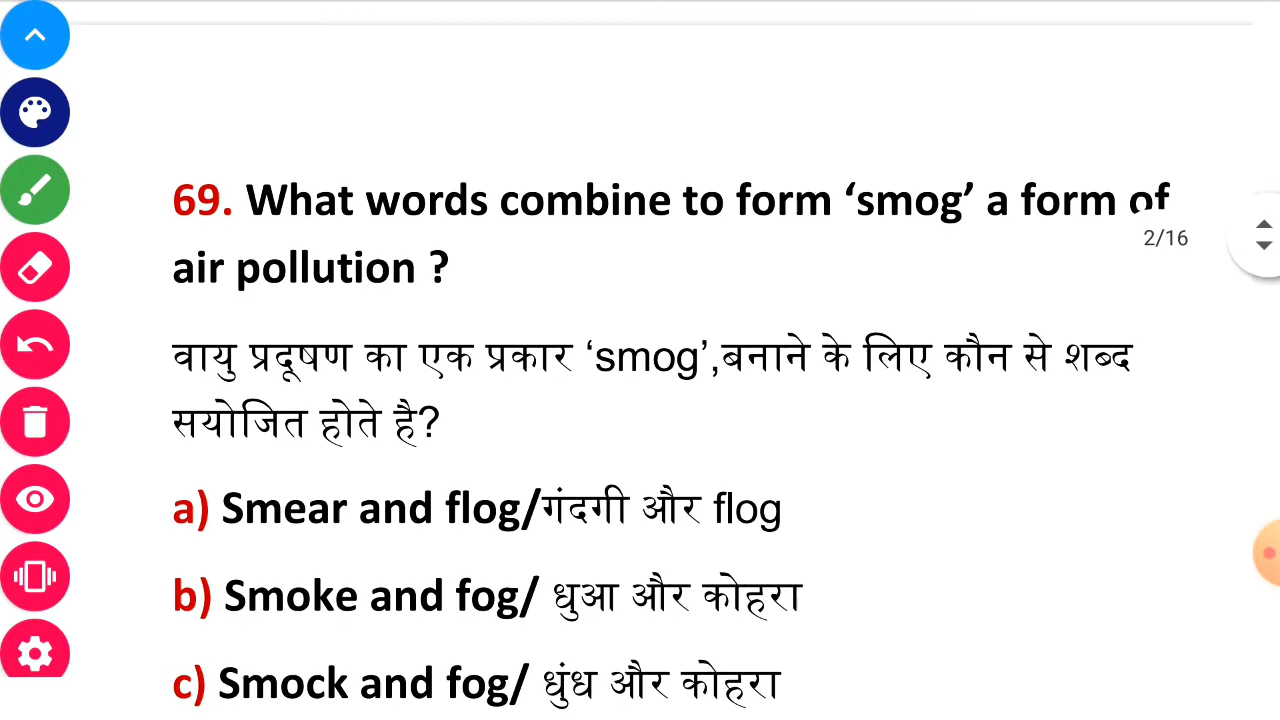 69. What words combine to form ‘smog’ a form of
2/16
air pollution ?
वायु प्रदूषण का एक प्रकार ‘smog’,बनाने के लिए कौन से शब्द
सयोजित होते है?
a) Smear and flog/गंदगी और flog
b) Smoke and fog/ धुआ और कोहरा
c) Smock and fog/ धुंध और कोहरा